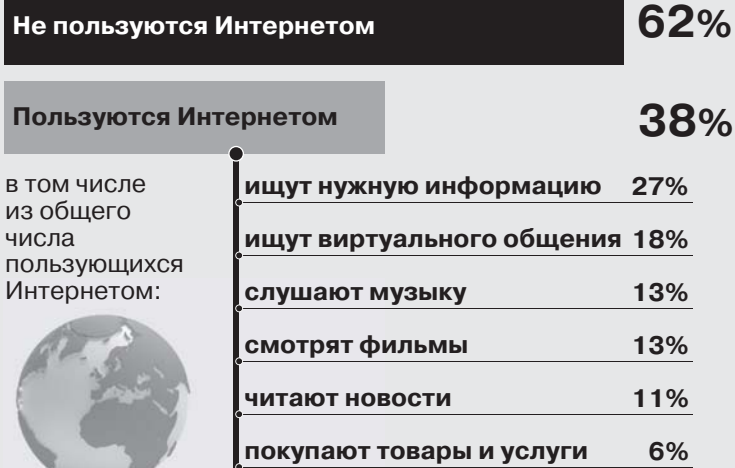 Не пользуются Интернетом 62%
Пользуются Интернетом 38%
в том числе
из общего
числа
пользующихся
Интернетом:
ищут нужную информацию 27%
ищут виртуального общения 18%
слушают музыку 13%
смотрят фильмы 13%
читают новости 11%
покупают товары и услуги 6%